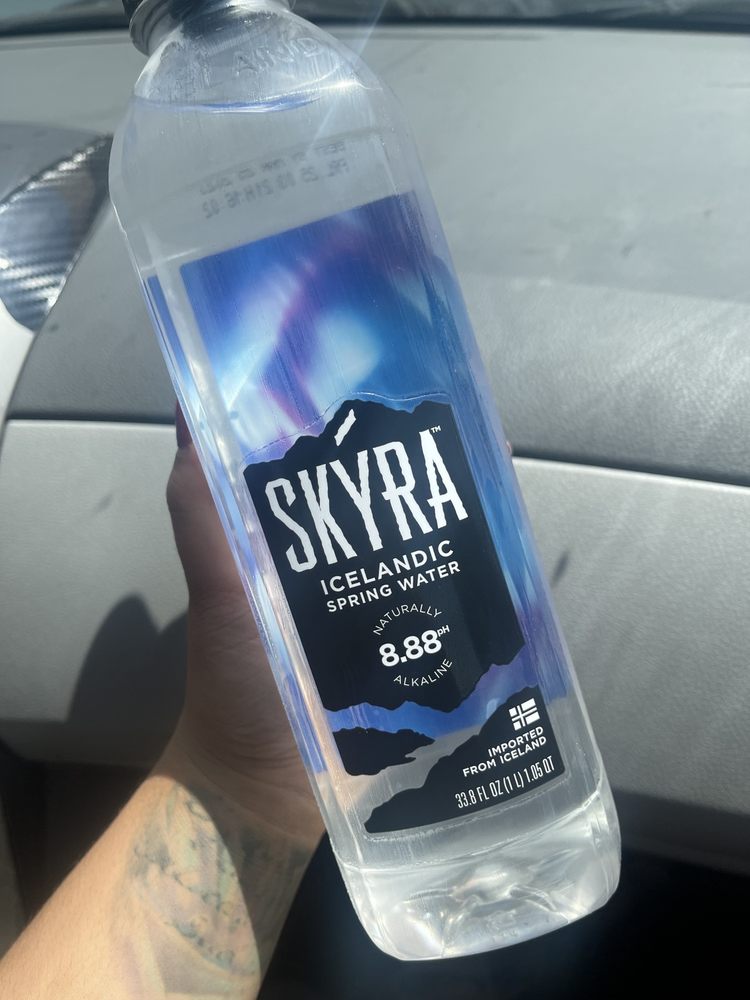 SKÝRA™
ICELANDIC
SPRING WATER
NATURALLY
8.88pH
ALKALINE
IMPORTED
FROM ICELAND
33.8 FL OZ (1 L) 1.05 QT